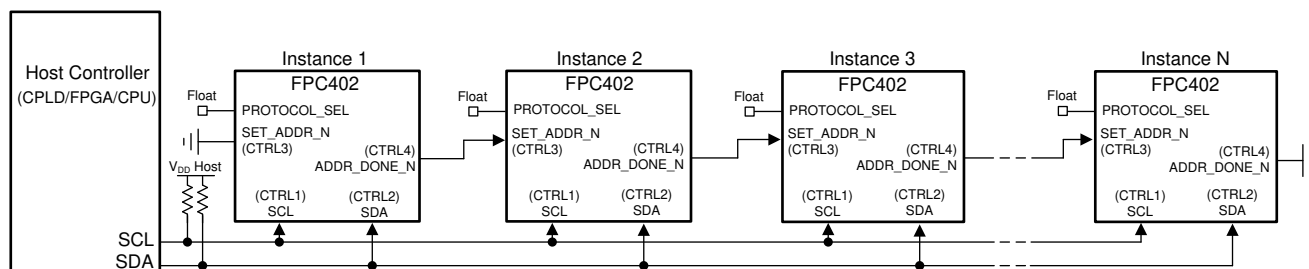 Host Controller
(CPLD/FPGA/CPU)
V_DD Host
SCL
SDA
Instance 1
FPC402
Float
PROTOCOL_SEL
SET_ADDR_N
(CTRL3)
(CTRL4)
ADDR_DONE_N
(CTRL1)
SCL
(CTRL2)
SDA
Instance 2
FPC402
Float
PROTOCOL_SEL
SET_ADDR_N
(CTRL3)
(CTRL4)
ADDR_DONE_N
(CTRL1)
SCL
(CTRL2)
SDA
Instance 3
FPC402
Float
PROTOCOL_SEL
SET_ADDR_N
(CTRL3)
(CTRL4)
ADDR_DONE_N
(CTRL1)
SCL
(CTRL2)
SDA
Instance N
FPC402
Float
PROTOCOL_SEL
SET_ADDR_N
(CTRL3)
(CTRL4)
ADDR_DONE_N
(CTRL1)
SCL
(CTRL2)
SDA